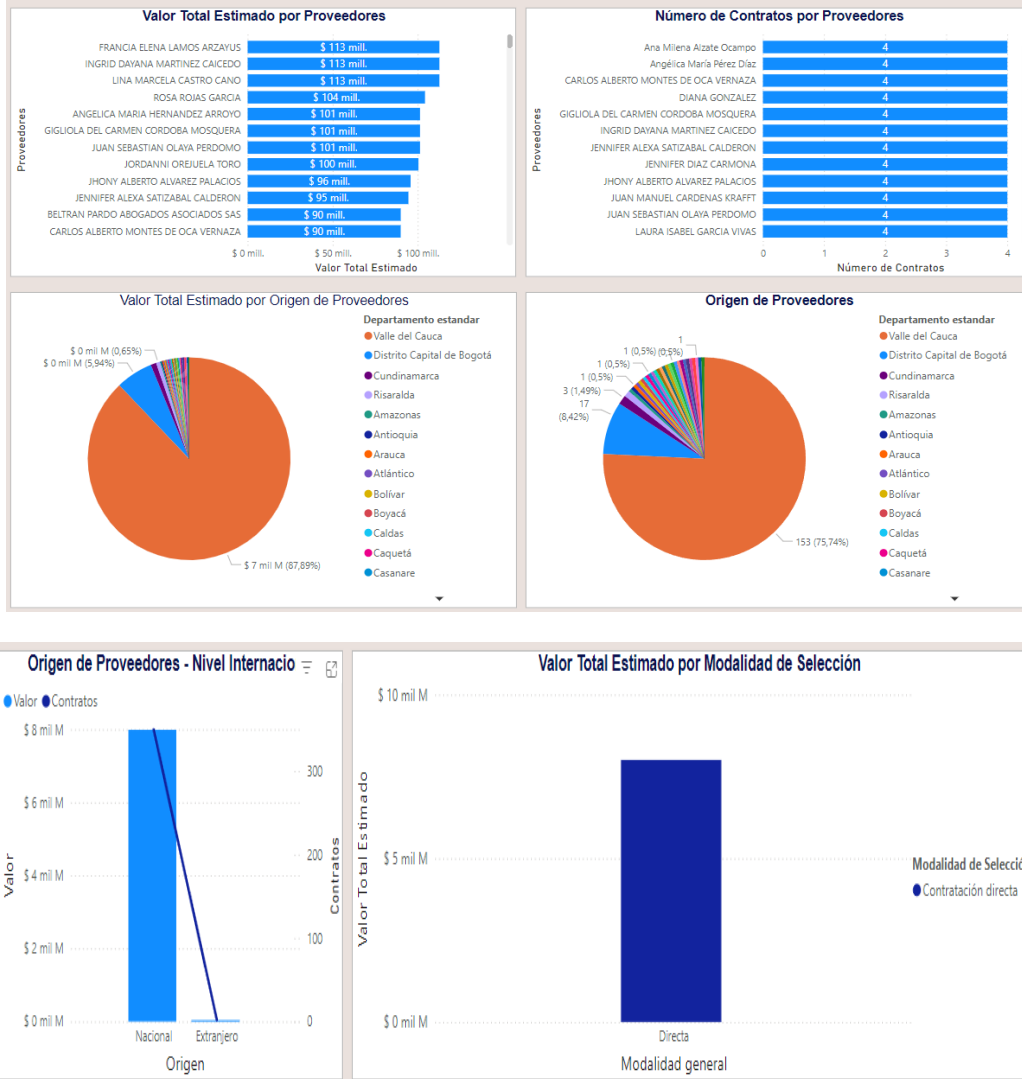 Valor Total Estimado por Proveedores
FRANCIA ELENA LAMOS ARZAYUS $ 113 mill.
INGRID DAYANA MARTINEZ CAICEDO $ 113 mill.
LINA MARCELA CASTRO CANO $ 113 mill.
ROSA ROJAS GARCIA $ 104 mill.
ANGELICA MARIA HERNANDEZ ARROYO $ 101 mill.
GIGLIOLA DEL CARMEN CORDOBA MOSQUERA $ 101 mill.
JUAN SEBASTIAN OLAYA PERDOMO $ 101 mill.
JORDANNI OREJUELA TORO $ 100 mill.
JHONY ALBERTO ALVAREZ PALACIOS $ 96 mill.
JENNIFER ALEXA SATIZABAL CALDERON $ 95 mill.
BELTRAN PARDO ABOGADOS ASOCIADOS SAS $ 90 mill.
CARLOS ALBERTO MONTES DE OCA VERNAZA $ 90 mill.
Proveedores
$ 0 mill. $ 50 mill. $ 100 mill.
Valor Total Estimado
Número de Contratos por Proveedores
Ana Milena Alzate Ocampo 4
Angélica María Pérez Díaz 4
CARLOS ALBERTO MONTES DE OCA VERNAZA 4
DIANA GONZALEZ 4
GIGLIOLA DEL CARMEN CORDOBA MOSQUERA 4
INGRID DAYANA MARTINEZ CAICEDO 4
JENNIFER ALEXA SATIZABAL CALDERON 4
JENNIFER DIAZ CARMONA 4
JHONY ALBERTO ALVAREZ PALACIOS 4
JUAN MANUEL CARDENAS KRAFFT 4
JUAN SEBASTIAN OLAYA PERDOMO 4
LAURA ISABEL GARCIA VIVAS 4
Proveedores
0 1 2 3 4
Número de Contratos
Valor Total Estimado por Origen de Proveedores
$ 0 mil M (0,65%)
$ 0 mil M (5,94%)
$ 7 mil M (87,89%)
Departamento estandar
Valle del Cauca
Distrito Capital de Bogotá
Cundinamarca
Risaralda
Amazonas
Antioquia
Arauca
Atlántico
Bolívar
Boyacá
Caldas
Caquetá
Casanare
Origen de Proveedores
1
1 (0,5%) (0,5%)
1 (0,5%)
1 (0,5%)
3 (1,49%)
17
(8,42%)
153 (75,74%)
Departamento estandar
Valle del Cauca
Distrito Capital de Bogotá
Cundinamarca
Risaralda
Amazonas
Antioquia
Arauca
Atlántico
Bolívar
Boyacá
Caldas
Caquetá
Casanare
Origen de Proveedores - Nivel Internacio
Valor Contratos
$ 8 mil M
$ 6 mil M
$ 4 mil M
$ 2 mil M
$ 0 mil M
Valor
300
200
100
0
Contratos
Nacional Extranjero
Origen
Valor Total Estimado por Modalidad de Selección
$ 10 mil M
$ 5 mil M
$ 0 mil M
Valor Total Estimado
Directa
Modalidad general
Modalidad de Selecció
Contratación directa